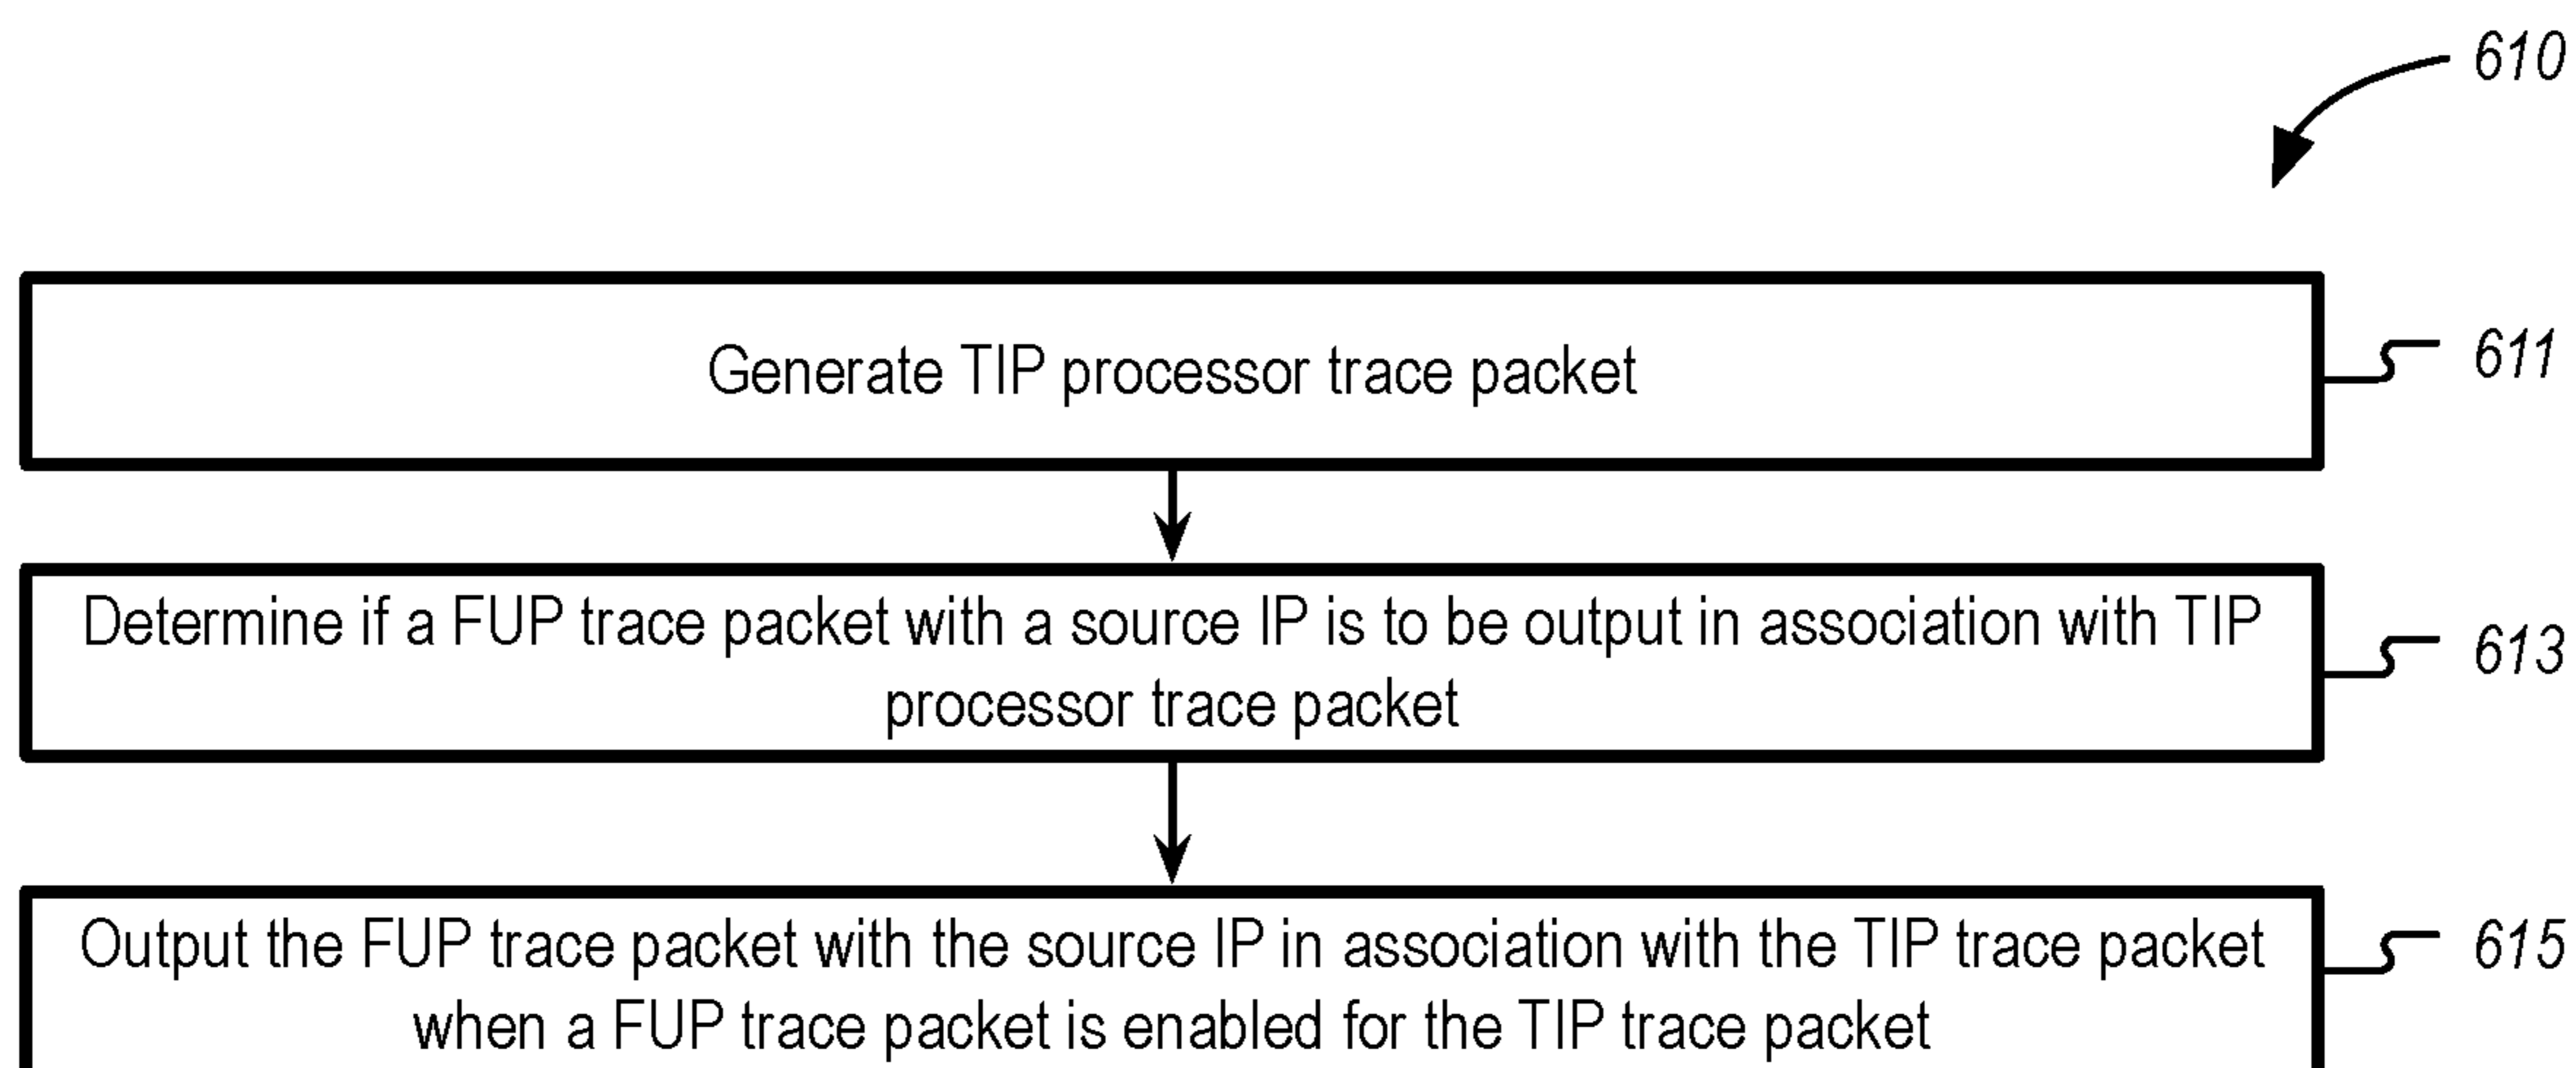 610
Generate TIP processor trace packet
611
Determine if a FUP trace packet with a source IP is to be output in association with TIP
processor trace packet
613
Output the FUP trace packet with the source IP in association with the TIP trace packet
when a FUP trace packet is enabled for the TIP trace packet
615